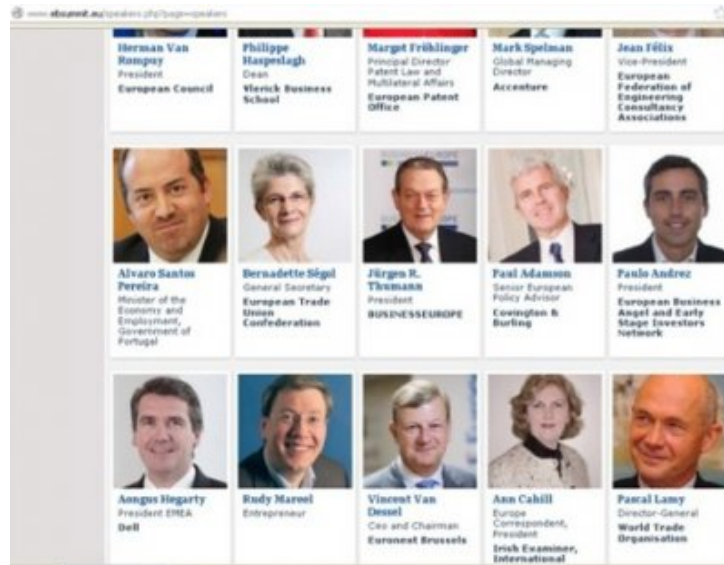 www.ebsummit.eu/speakers.php?page=speakers
Herman Van
Rompuy
President
European Council
Philippe
Haspeslagh
Dean
Vlerick Business
School
Margot Fröhlinger
Principal Director
Patent Law and
Multilateral Affairs
European Patent
Office
Mark Spelman
Global Managing
Director
Accenture
Jean Félix
Vice-President
European
Federation of
Engineering
Consultancy
Associations
Alvaro Santos
Pereira
Minister of the
Economy and
Employment,
Government of
Portugal
Bernadette Ségol
General Secretary
European Trade
Union
Confederation
BUSINESSEUROPE
Jürgen R.
Thumann
President
BUSINESSEUROPE
Paul Adamson
Senior European
Policy Advisor
Covington &
Burling
Paulo Andrez
President
European Business
Angel and Early
Stage Investors
Network
Aongus Hegarty
President EMEA
Dell
Rudy Mareel
Entrepreneur
Vincent Van
Dessel
Ceo and Chairman
Euronext Brussels
Ann Cahill
Europe
Correspondent,
President
Irish Examiner,
International
Pascal Lamy
Director-General
World Trade
Organisation